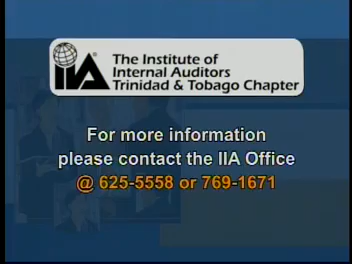 IIA®
The Institute of
Internal Auditors
Trinidad & Tobago Chapter
For more information
please contact the IIA Office
@ 625-5558 or 769-1671